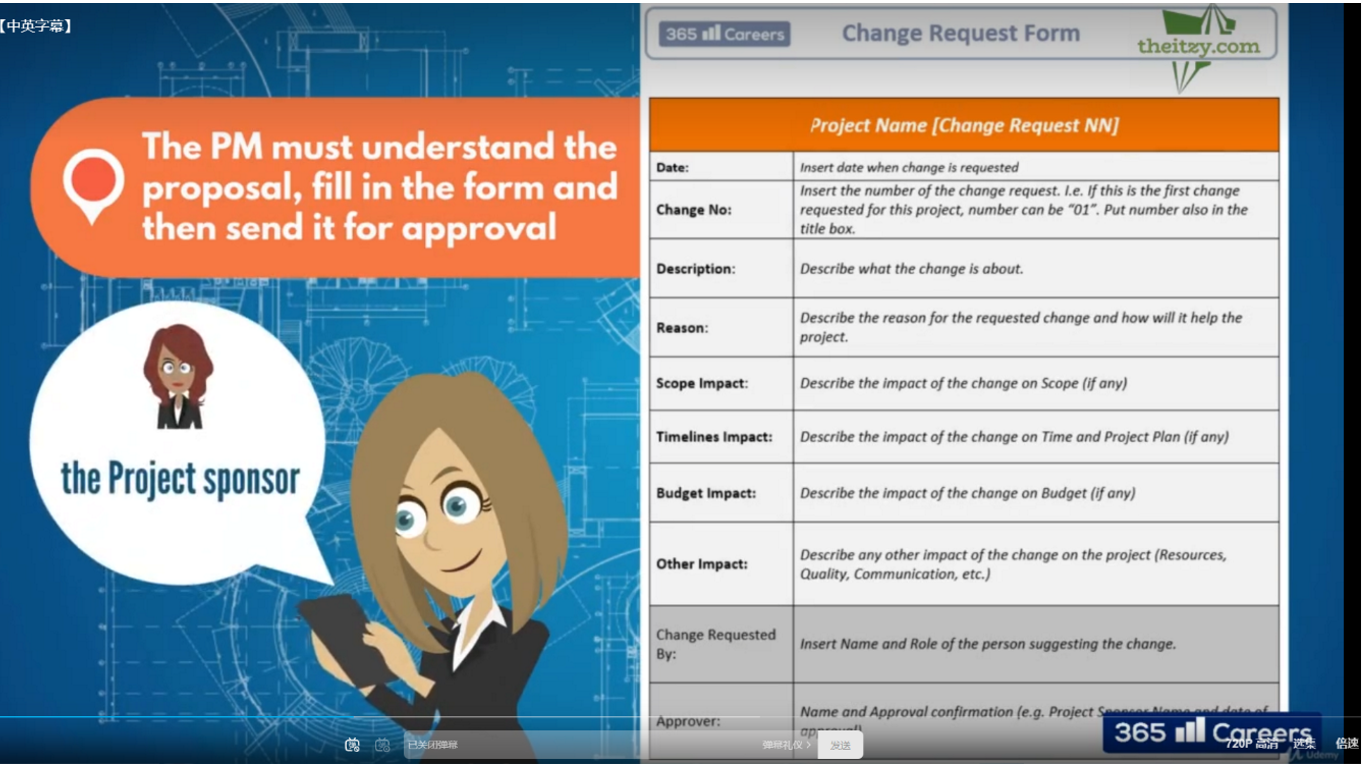 【中英字幕】
The PM must understand the
proposal, fill in the form and
then send it for approval
the Project sponsor
365 Careers
Change Request Form
theitzy.com
Project Name [Change Request NN]
Date:
Insert date when change is requested
Change No:
Insert the number of the change request. I.e. If this is the first change
requested for this project, number can be “01”. Put number also in the
title box.
Description:
Describe what the change is about.
Reason:
Describe the reason for the requested change and how will it help the
project.
Scope Impact:
Describe the impact of the change on Scope (if any)
Timelines Impact:
Describe the impact of the change on Time and Project Plan (if any)
Budget Impact:
Describe the impact of the change on Budget (if any)
Other Impact:
Describe any other impact of the change on the project (Resources,
Quality, Communication, etc.)
Change Requested
By:
Insert Name and Role of the person suggesting the change.
Approver:
Name and Approval confirmation (e.g. Project Sponsor Name and date of
approval)
365 Careers
已关闭弹幕
弹幕礼仪 >
发送
720P 高清
选集
倍速
Udemy